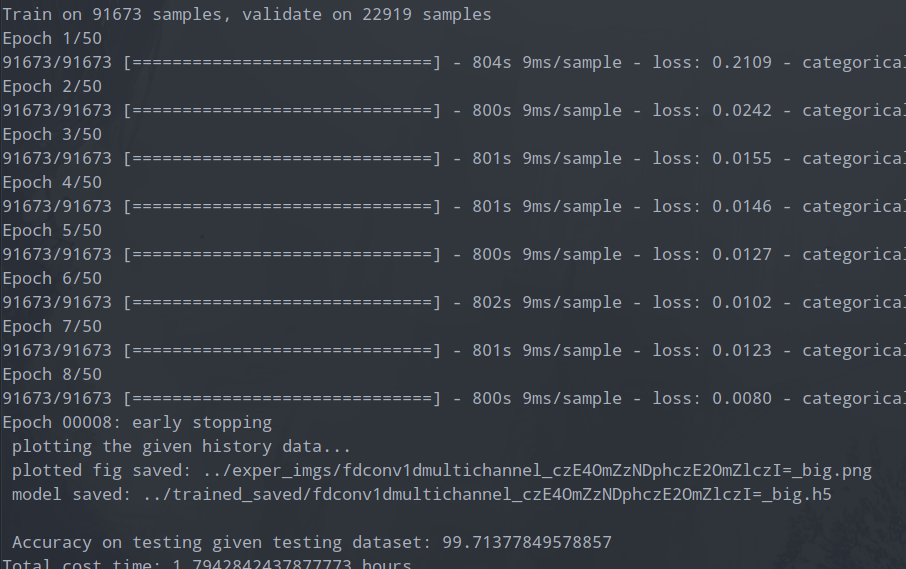 Train on 91673 samples, validate on 22919 samples
Epoch 1/50
91673/91673 [==============================] - 804s 9ms/sample - loss: 0.2109 - categorical
Epoch 2/50
91673/91673 [==============================] - 800s 9ms/sample - loss: 0.0242 - categorical
Epoch 3/50
91673/91673 [==============================] - 801s 9ms/sample - loss: 0.0155 - categorical
Epoch 4/50
91673/91673 [==============================] - 801s 9ms/sample - loss: 0.0146 - categorical
Epoch 5/50
91673/91673 [==============================] - 800s 9ms/sample - loss: 0.0127 - categorical
Epoch 6/50
91673/91673 [==============================] - 802s 9ms/sample - loss: 0.0102 - categorical
Epoch 7/50
91673/91673 [==============================] - 801s 9ms/sample - loss: 0.0123 - categorical
Epoch 8/50
91673/91673 [==============================] - 800s 9ms/sample - loss: 0.0080 - categorical
Epoch 00008: early stopping
plotting the given history data...
plotted fig saved: ../exper_imgs/fdconv1dmultichannel_czE4OmZzNDphczE2OmZlczI=_big.png
model saved: ../trained_saved/fdconv1dmultichannel_czE4OmZzNDphczE2OmZlczI=_big.h5
Accuracy on testing given testing dataset: 99.71377849578857
Total cost time: 1.7942842437877773 hours